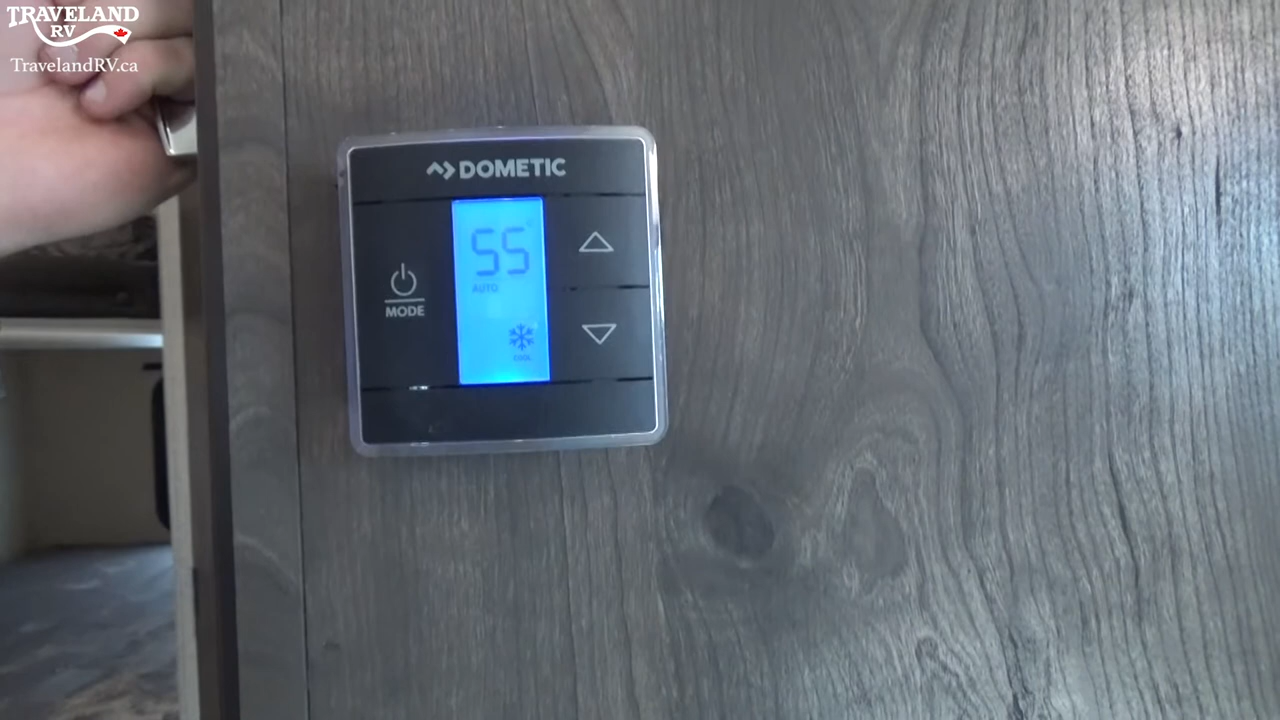 TRAVELAND
RV
TravelandRV.ca
DOMETIC
55
AUTO
MODE
COOL